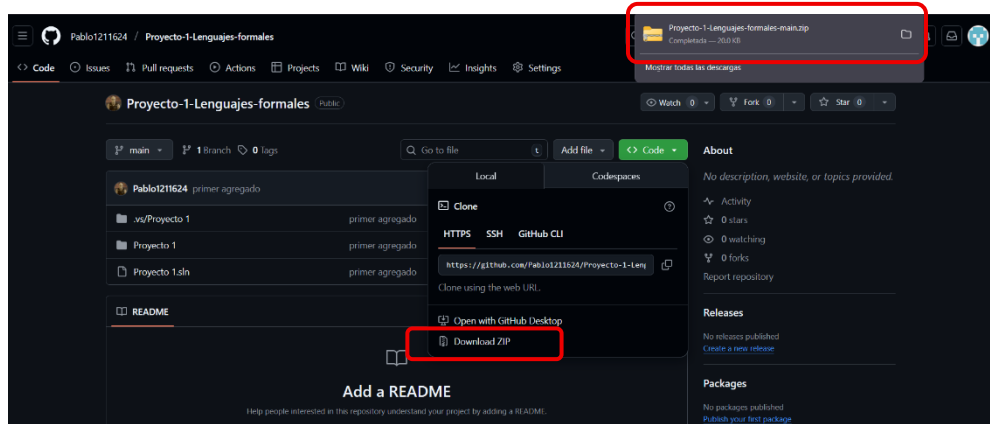 Pablo1211624 / Proyecto-1-Lenguajes-formales
Proyecto-1-Lenguajes-formales-main.zip
Completada — 20.0 KB
Mostrar todas las descargas
Code Issues Pull requests Actions Projects Wiki Security Insights Settings
Proyecto-1-Lenguajes-formales Public
Watch 0 Fork 0 Star 0
main 1 Branch 0 Tags
Go to file t Add file Code
Local Codespaces
Pablo1211624 primer agregado
.vs/Proyecto 1 primer agregado
Proyecto 1 primer agregado
Proyecto 1.sln primer agregado
Clone
HTTPS SSH GitHub CLI
https://github.com/Pablo1211624/Proyecto-1-Leng
Clone using the web URL.
Open with GitHub Desktop
Download ZIP
README
Add a README
Help people interested in this repository understand your project by adding a README.
About
No description, website, or topics provided.
Activity
0 stars
0 watching
0 forks
Report repository
Releases
No releases published
Create a new release
Packages
No packages published
Publish your first package